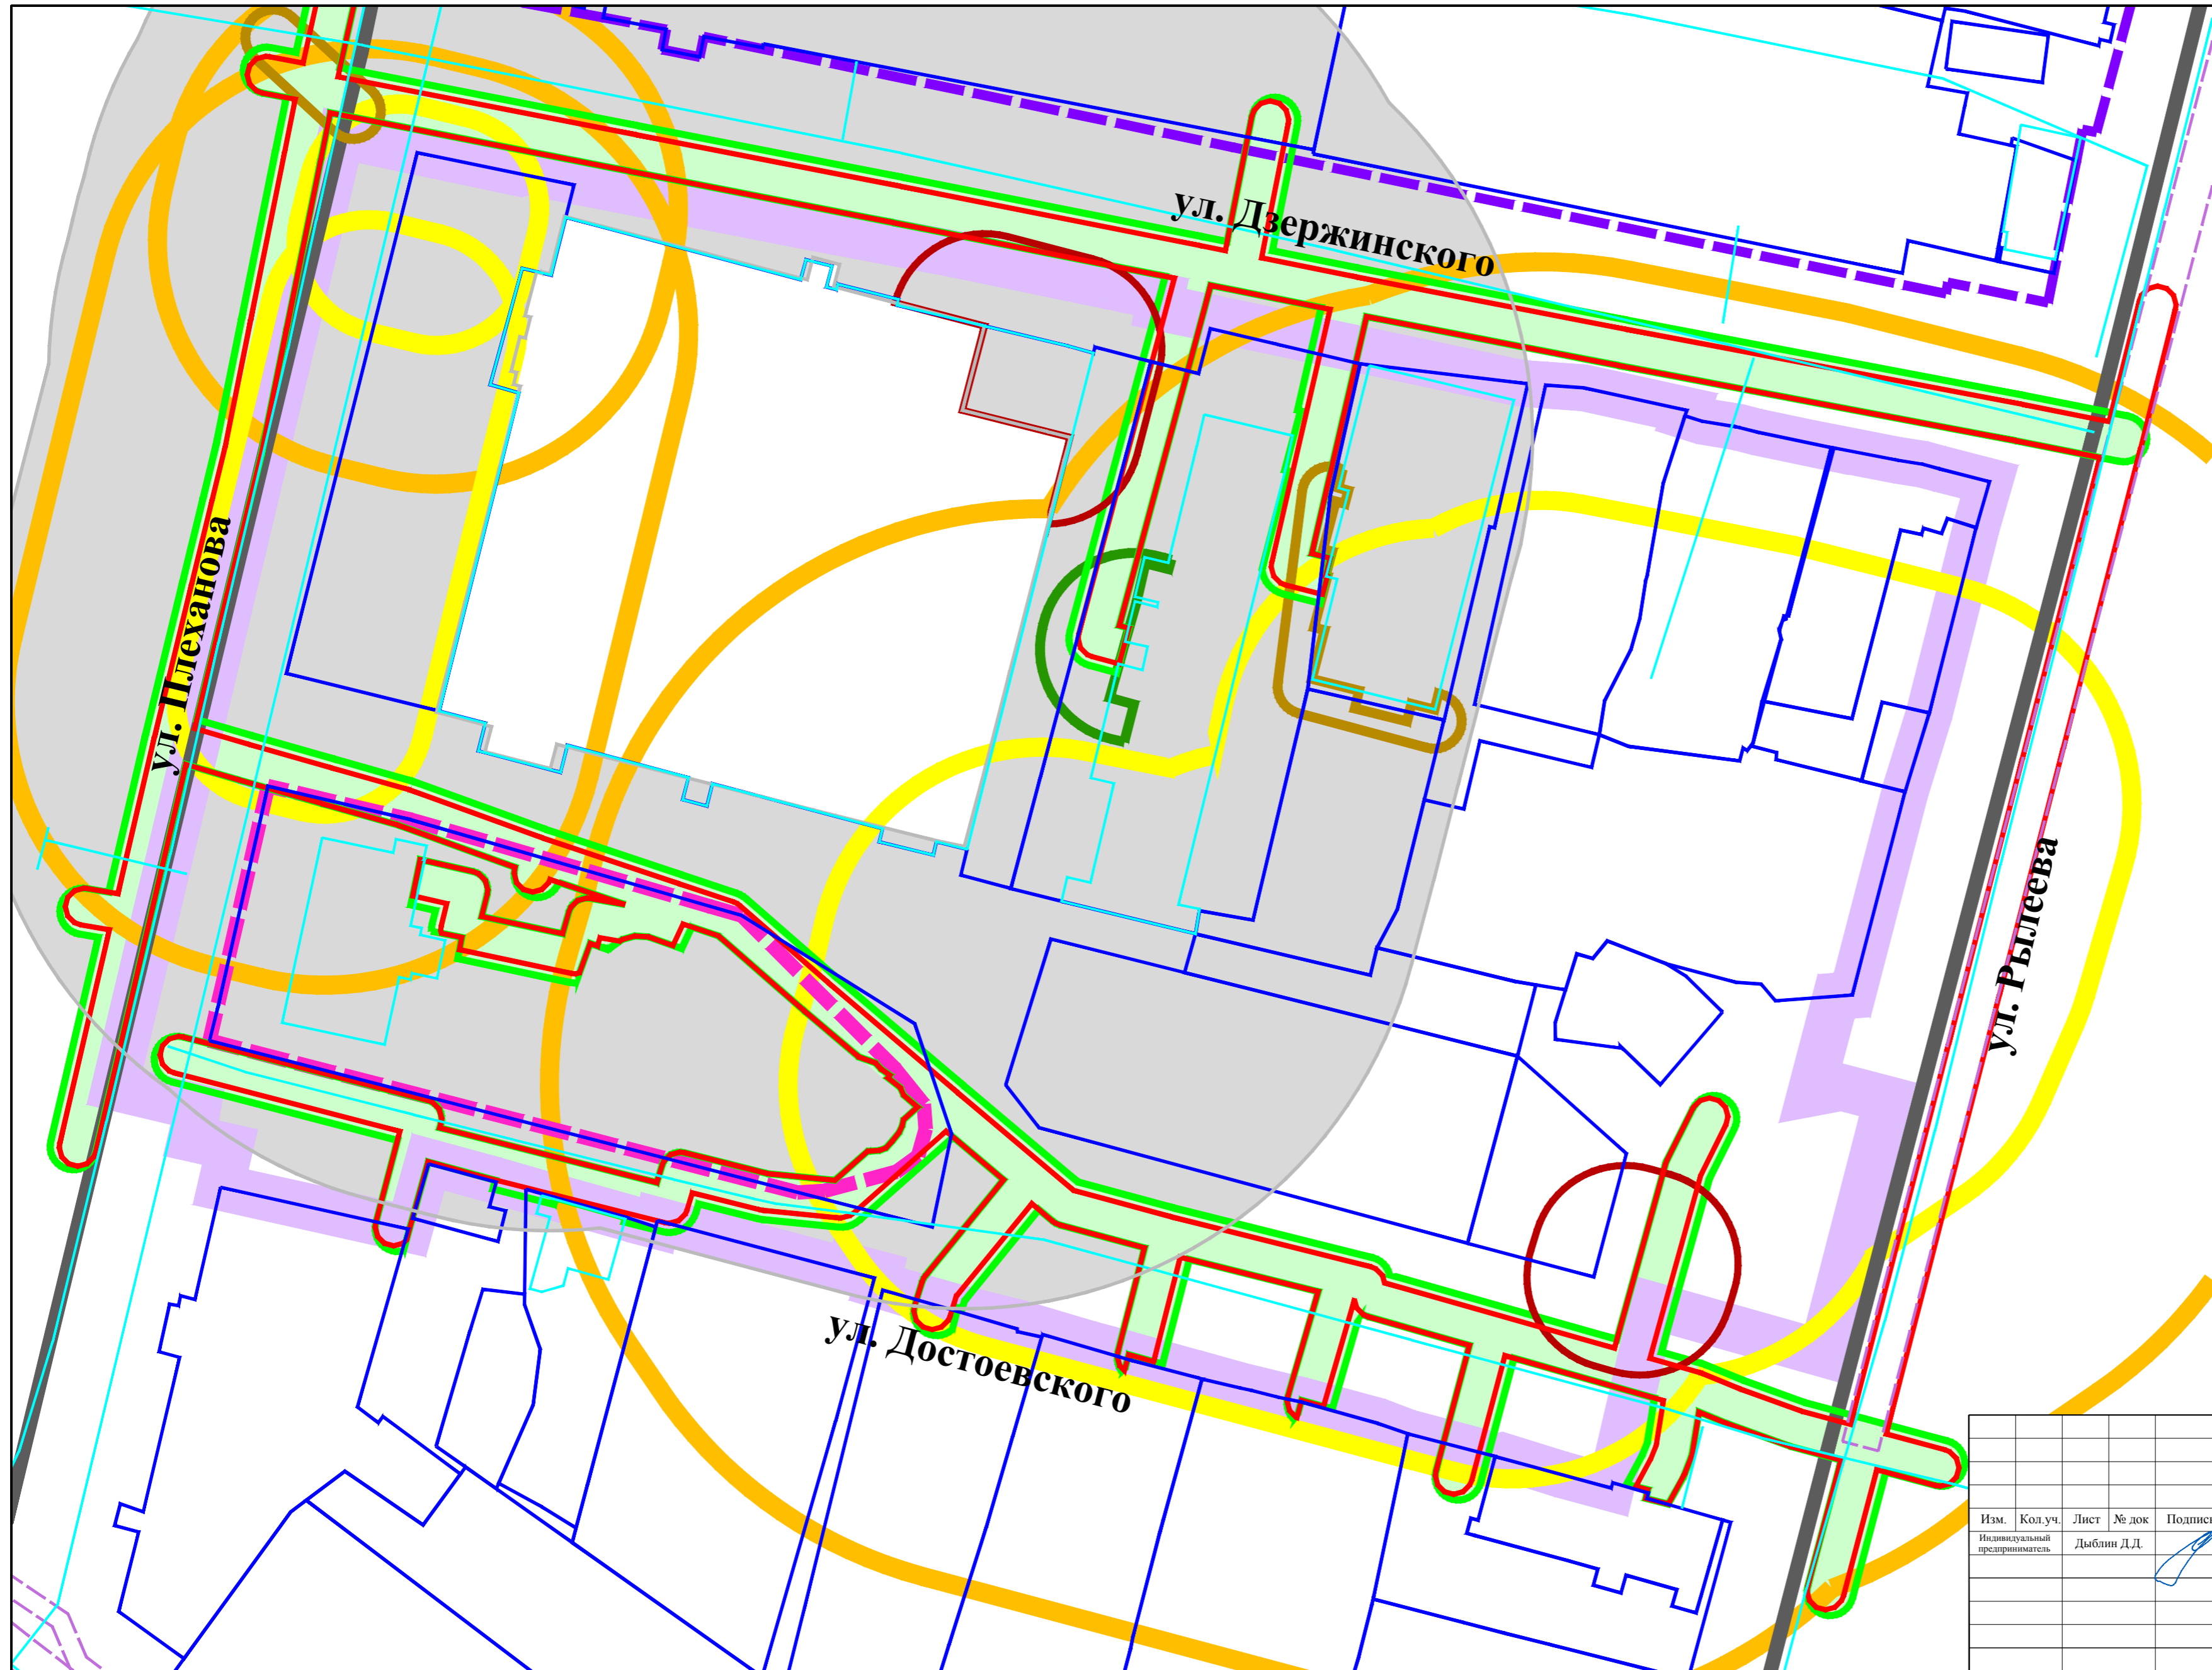 ул. Дзержинского
ул. Плеханова
ул. Рылеева
ул. Достоевского
Изм. Кол.уч. Лист № док Подпись
Индивидуальный
предприниматель
Дыблин Д.Д.